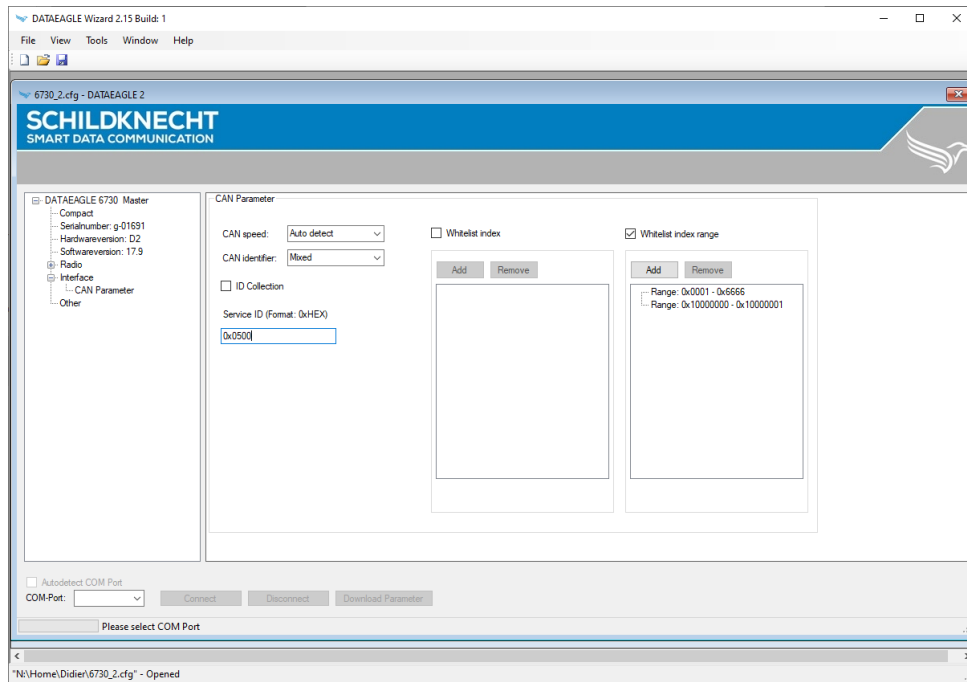 DATAEAGLE Wizard 2.15 Build: 1
File View Tools Window Help
6730_2.cfg - DATAEAGLE 2
SCHILDKNECHT
SMART DATA COMMUNICATION
DATAEAGLE 6730 Master
Compact
Serialnumber: g-01691
Hardwareversion: D2
Softwareversion: 17.9
Radio
Interface
CAN Parameter
Other
CAN Parameter
CAN speed: Auto detect
CAN identifier: Mixed
ID Collection
Service ID (Format: 0xHEX)
0x0500
Whitelist index
Add Remove
Whitelist index range
Add Remove
Range: 0x0001 - 0x6666
Range: 0x10000000 - 0x10000001
Autodetect COM Port
COM-Port: Connect Disconnect Download Parameter
Please select COM Port
"N:\Home\Didier\6730_2.cfg" - Opened